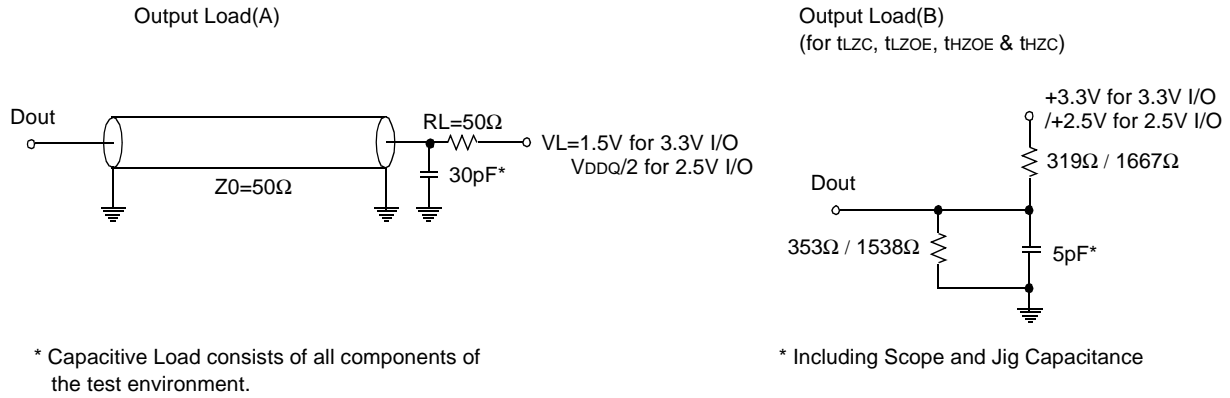 Output Load(A)
Dout
RL=50Ω
VL=1.5V for 3.3V I/O
VDDQ/2 for 2.5V I/O
30pF*
Z0=50Ω
* Capacitive Load consists of all components of
the test environment.
Output Load(B)
(for tLZC, tLZOE, tHZOE & tHZC)
+3.3V for 3.3V I/O
/+2.5V for 2.5V I/O
319Ω / 1667Ω
Dout
353Ω / 1538Ω
5pF*
* Including Scope and Jig Capacitance